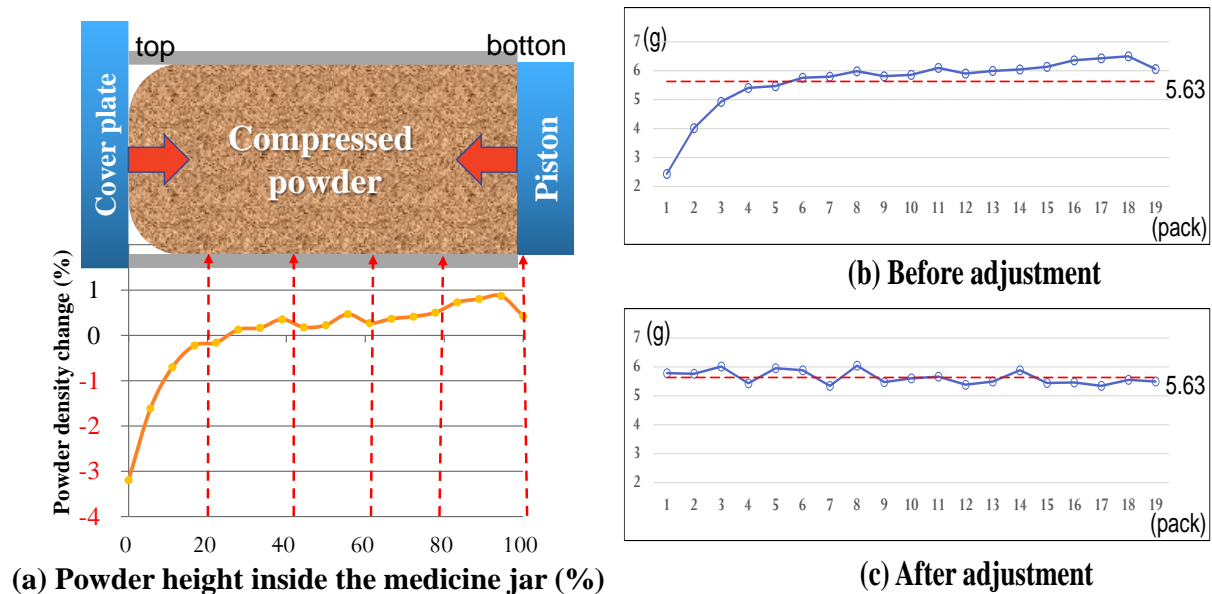 top
botton
Cover plate
Compressed
powder
Piston
Powder density change (%)
1
0
-1
-2
-3
-4
0 20 40 60 80 100
(a) Powder height inside the medicine jar (%)
(g)
7
6
5
4
3
2
5.63
1 2 3 4 5 6 7 8 9 10 11 12 13 14 15 16 17 18 19
(pack)
(b) Before adjustment
(g)
7
6
5
4
3
2
5.63
1 2 3 4 5 6 7 8 9 10 11 12 13 14 15 16 17 18 19
(pack)
(c) After adjustment